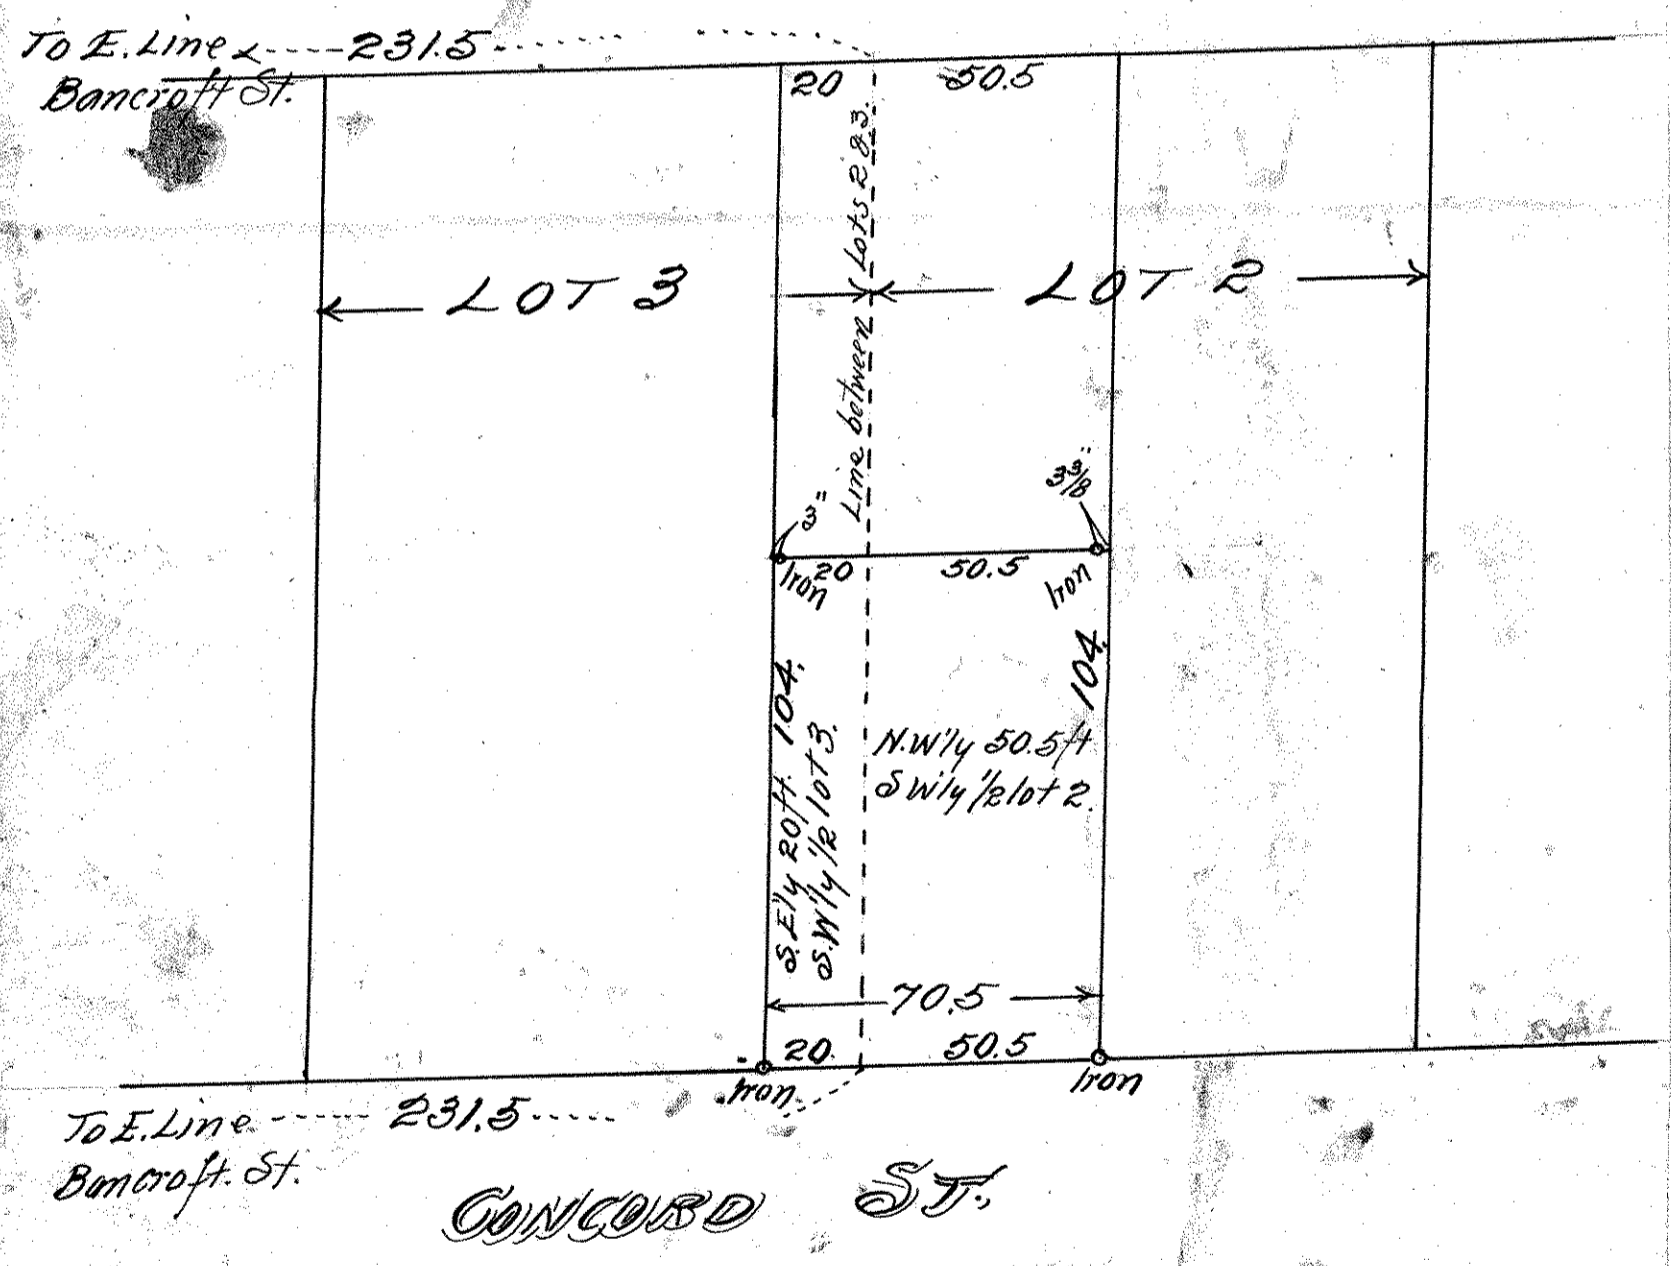 To E. Line ----- 231.5
Bancroft St.
20
50.5
Line between Lots 2 & 3.
LOT 3
LOT 2
3"
3 3/8"
Iron
20
50.5
Iron
104.
104.
S.E'ly 20 ft.
S.W'ly 1/2 lot 3.
N.W'ly 50.5 ft
S W'ly 1/2 lot 2.
70.5
20
50.5
Iron
Iron
To E. Line ------ 231.5
Bancroft. St.
CONCORD ST.